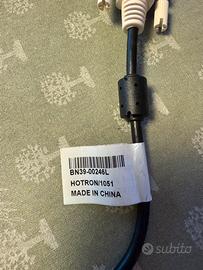 BN39-00246L
HOTRON/1051
MADE IN CHINA
subito